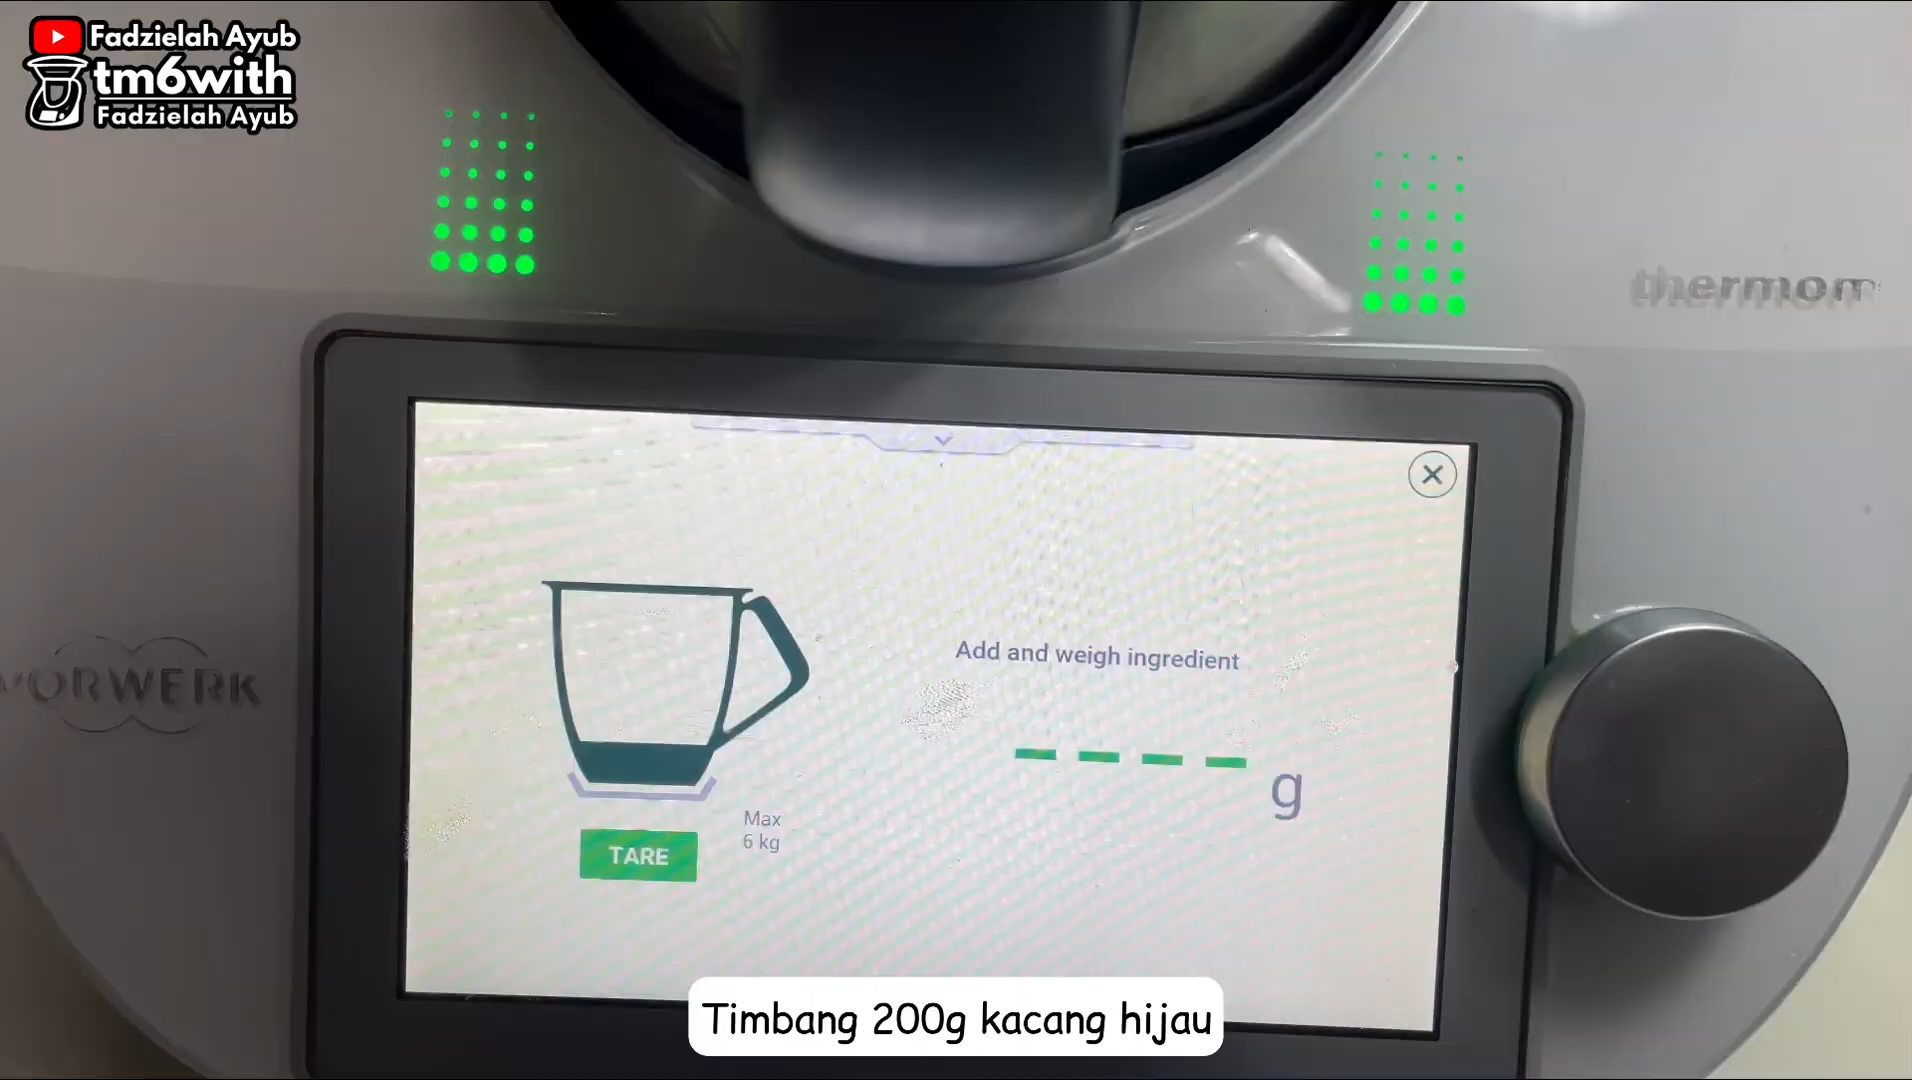 Fadzielah Ayub
tm6with
Fadzielah Ayub
thermom
VORWERK
Add and weigh ingredient
g
Max
6 kg
TARE
Timbang 200g kacang hijau